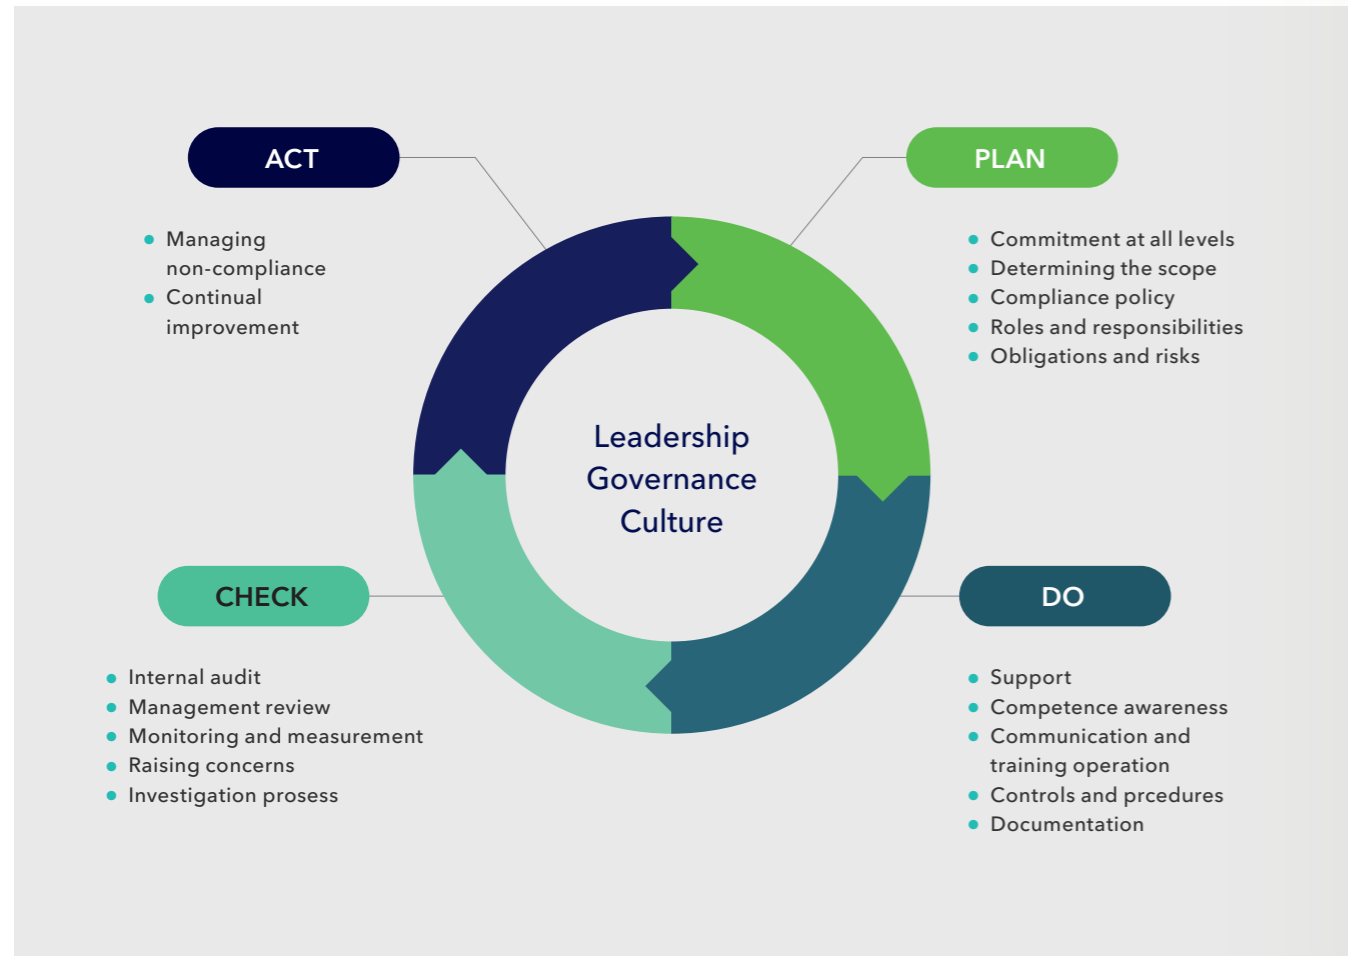 ACT
Managing
non-compliance
Continual
improvement
PLAN
Commitment at all levels
Determining the scope
Compliance policy
Roles and responsibilities
Obligations and risks
Leadership
Governance
Culture
CHECK
Internal audit
Management review
Monitoring and measurement
Raising concerns
Investigation prosess
DO
Support
Competence awareness
Communication and
training operation
Controls and prcedures
Documentation